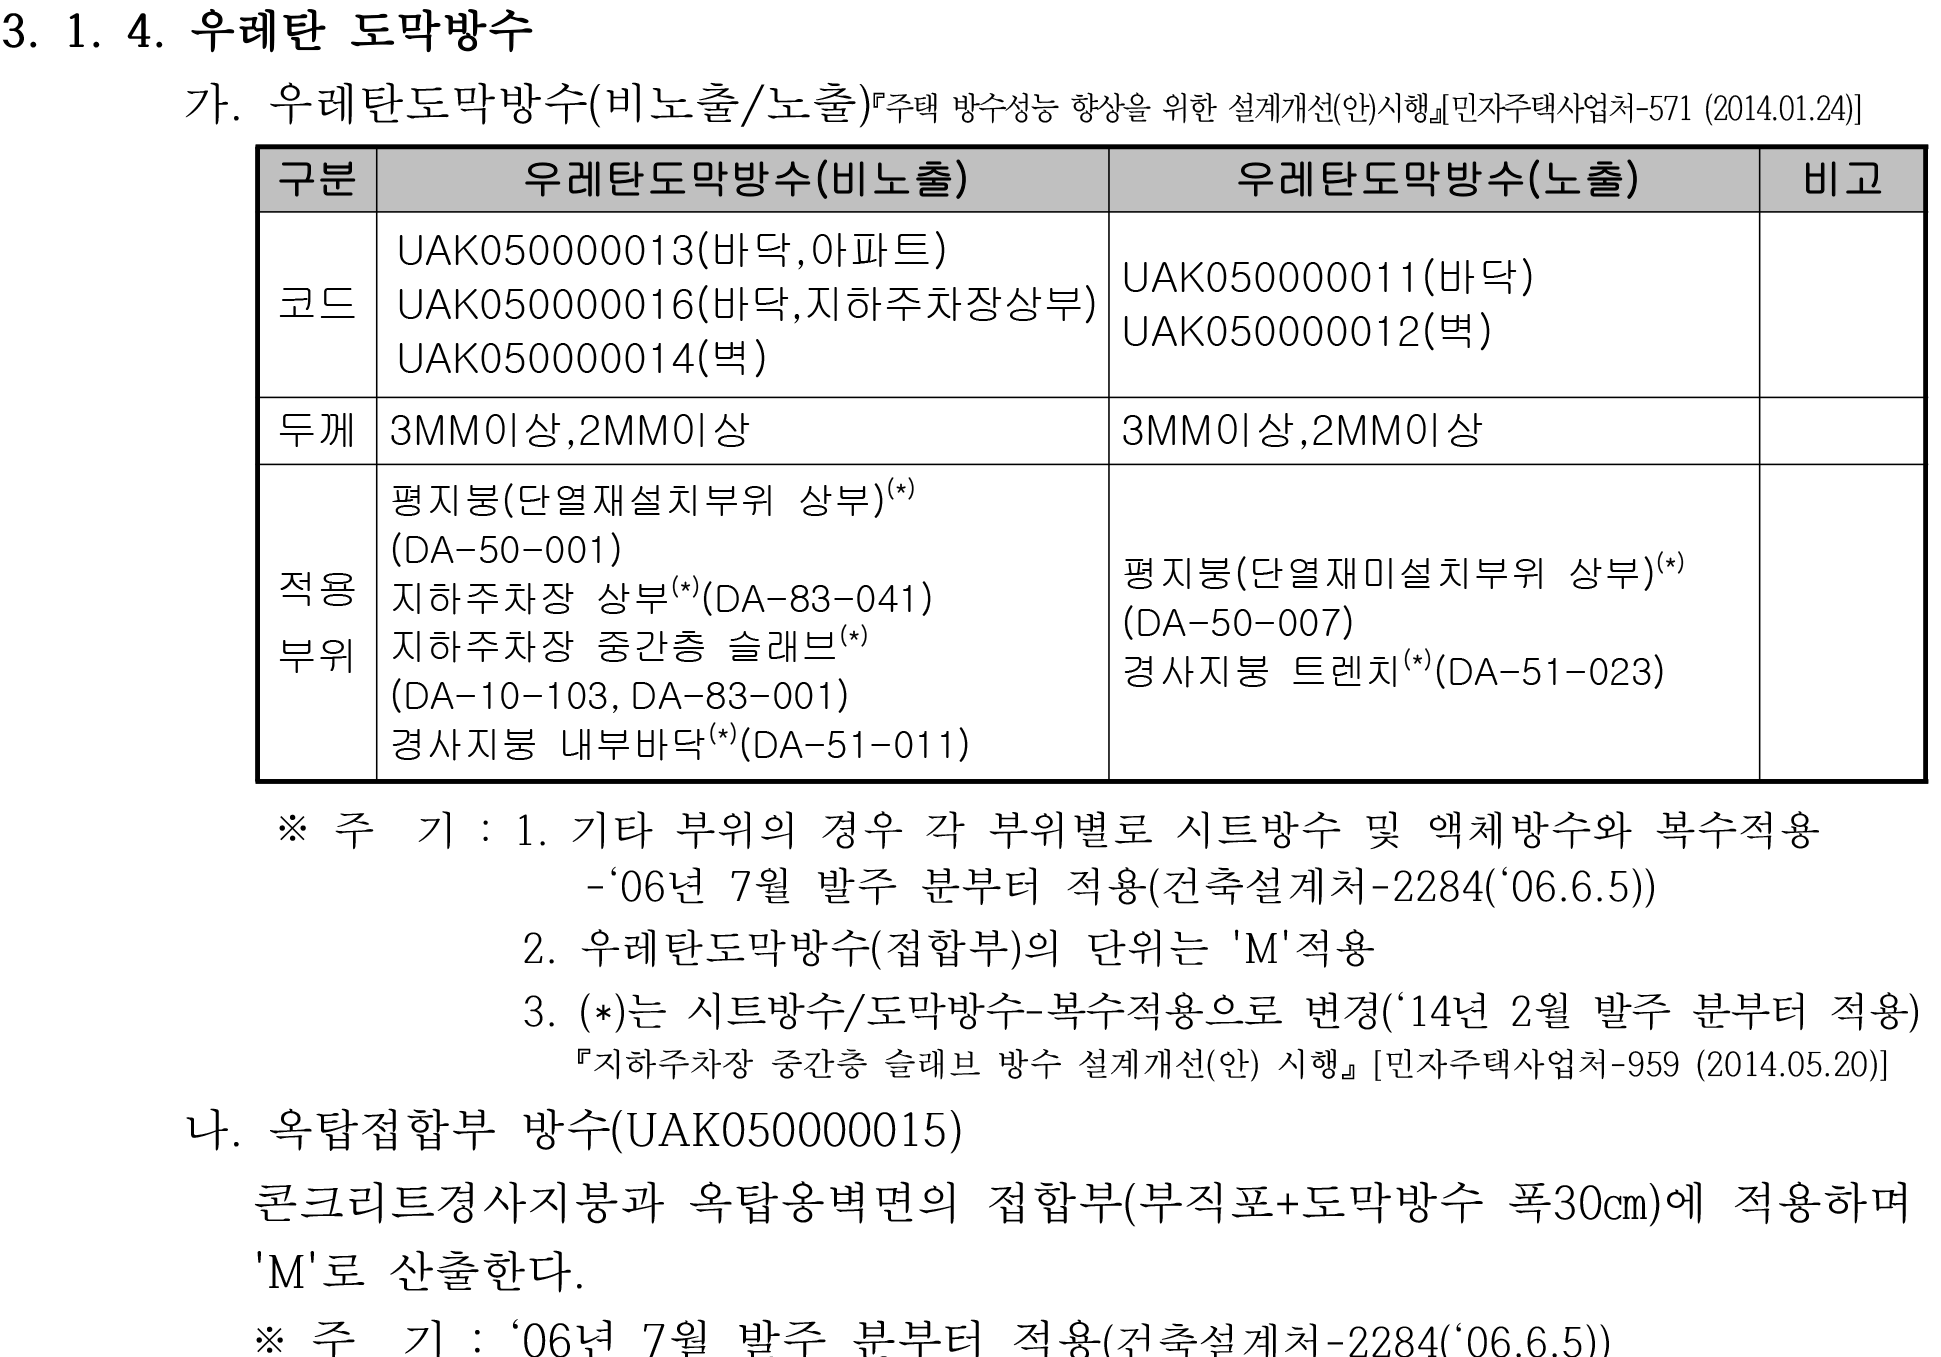 3. 1. 4. 우레탄 도막방수
가. 우레탄도막방수(비노출/노출)『주택 방수성능 향상을 위한 설계개선(안)시행』[민자주택사업처-571 (2014.01.24)]
구분 우레탄도막방수(비노출) 우레탄도막방수(노출) 비고
코드
UAK050000013(바닥,아파트)
UAK050000016(바닥,지하주차장상부)
UAK050000014(벽)
UAK050000011(바닥)
UAK050000012(벽)
두께 3MM이상,2MM이상 3MM이상,2MM이상
적용
부위
평지붕(단열재설치부위 상부)(*)
(DA-50-001)
지하주차장 상부(*)(DA-83-041)
지하주차장 중간층 슬래브(*)
(DA-10-103, DA-83-001)
경사지붕 내부바닥(*)(DA-51-011)
평지붕(단열재미설치부위 상부)(*)
(DA-50-007)
경사지붕 트렌치(*)(DA-51-023)
※ 주 기 : 1. 기타 부위의 경우 각 부위별로 시트방수 및 액체방수와 복수적용
-‘06년 7월 발주 분부터 적용(건축설계처-2284(‘06.6.5))
2. 우레탄도막방수(접합부)의 단위는 'M'적용
3. (*)는 시트방수/도막방수-복수적용으로 변경(‘14년 2월 발주 분부터 적용)
『지하주차장 중간층 슬래브 방수 설계개선(안) 시행』 [민자주택사업처-959 (2014.05.20)]
나. 옥탑접합부 방수(UAK050000015)
콘크리트경사지붕과 옥탑옹벽면의 접합부(부직포+도막방수 폭30㎝)에 적용하며
'M'로 산출한다.
※ 주 기 : ‘06년 7월 발주 분부터 적용(건축설계처-2284(‘06.6.5))